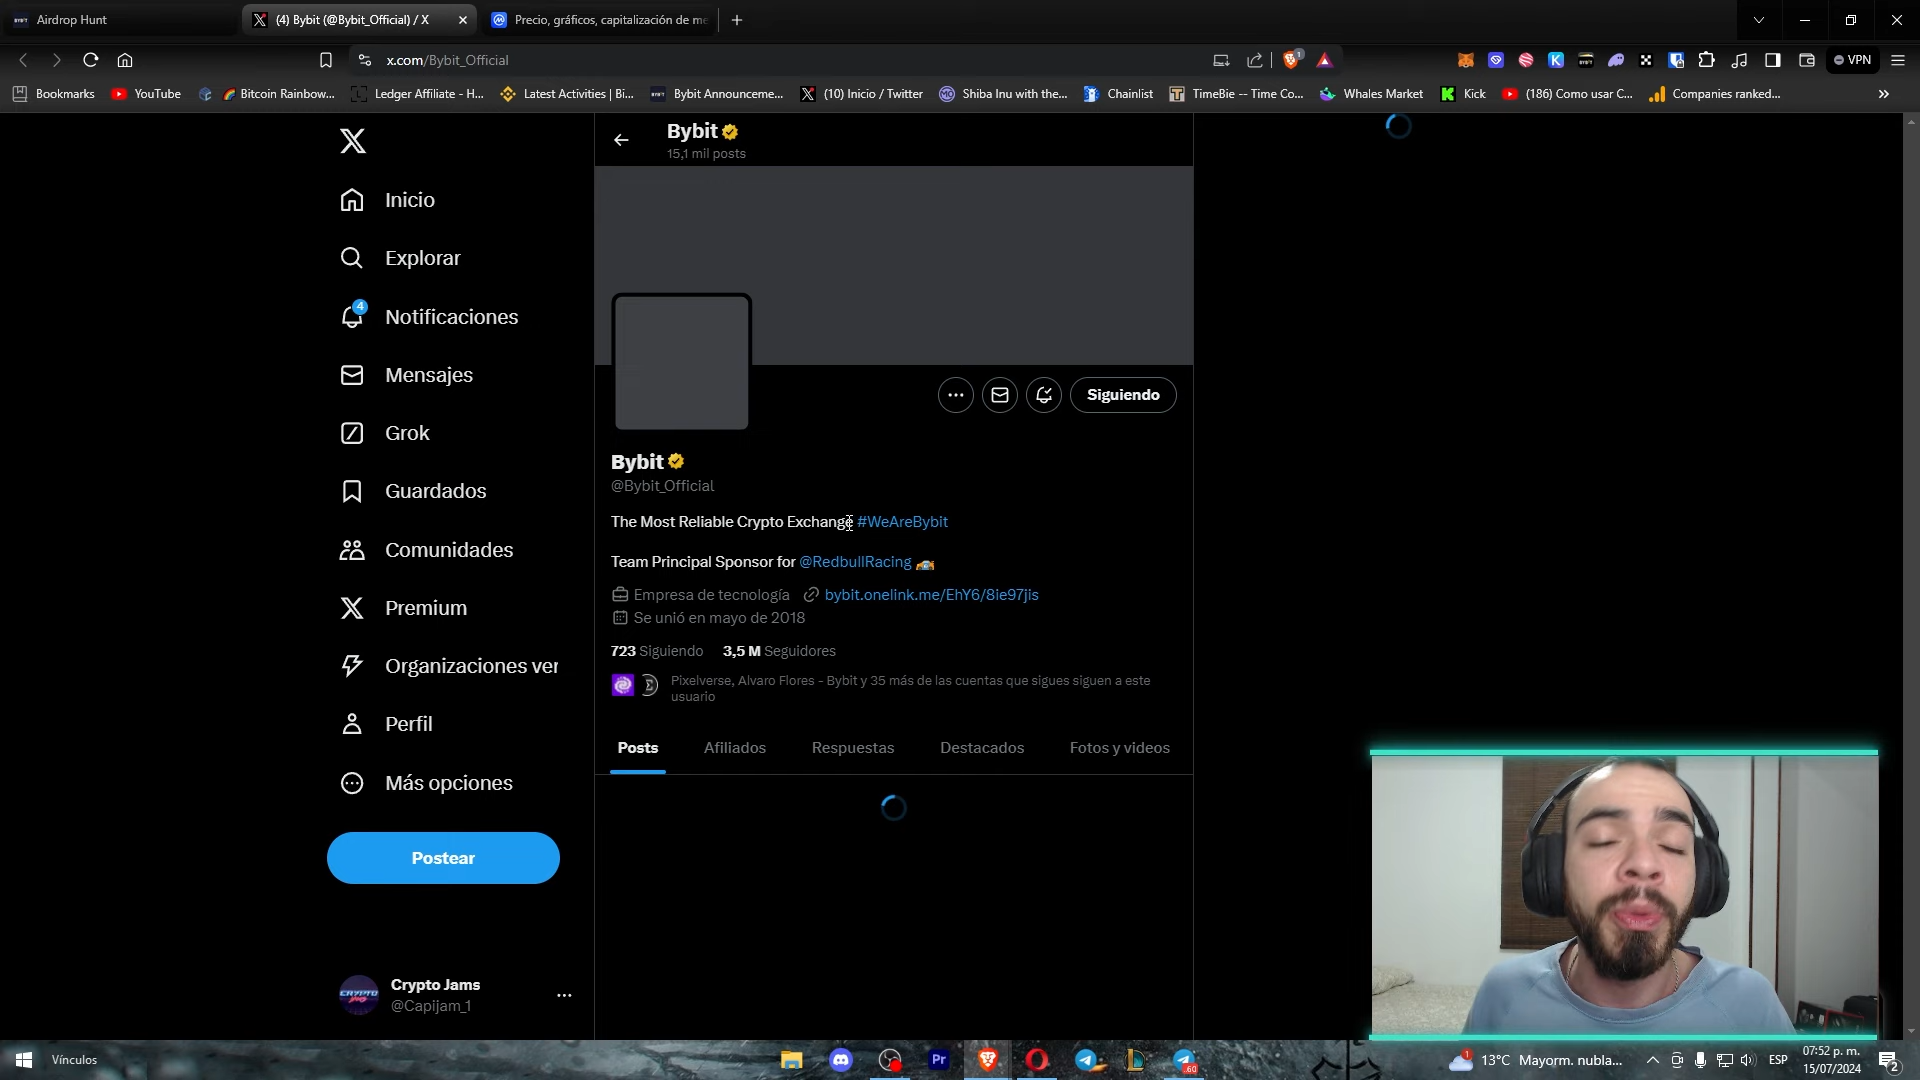 Airdrop Hunt
(4) Bybit (@Bybit_Official) / X
Precio, gráficos, capitalización de me
x.com/Bybit_Official
1
VPN
Bookmarks
YouTube
Bitcoin Rainbow...
Ledger Affiliate - H...
Latest Activities | Bi...
Bybit Announceme...
(10) Inicio / Twitter
Shiba Inu with the...
Chainlist
TimeBie -- Time Co...
Whales Market
Kick
(186) Como usar C...
Companies ranked...
Bybit
15,1 mil posts
Inicio
Explorar
4
Notificaciones
Mensajes
Grok
Guardados
Comunidades
Premium
Organizaciones ver
Perfil
Más opciones
Postear
Crypto Jams
@Capijam_1
Siguiendo
Bybit
@Bybit_Official
The Most Reliable Crypto Exchange #WeAreBybit
Team Principal Sponsor for @RedbullRacing
Empresa de tecnología
bybit.onelink.me/EhY6/8ie97jis
Se unió en mayo de 2018
723 Siguiendo
3,5 M Seguidores
Pixelverse, Alvaro Flores - Bybit y 35 más de las cuentas que sigues siguen a este
usuario
Posts
Afiliados
Respuestas
Destacados
Fotos y videos
Vínculos
Pr
60
1
13°C Mayorm. nubla...
ESP
07:52 p. m.
15/07/2024
2